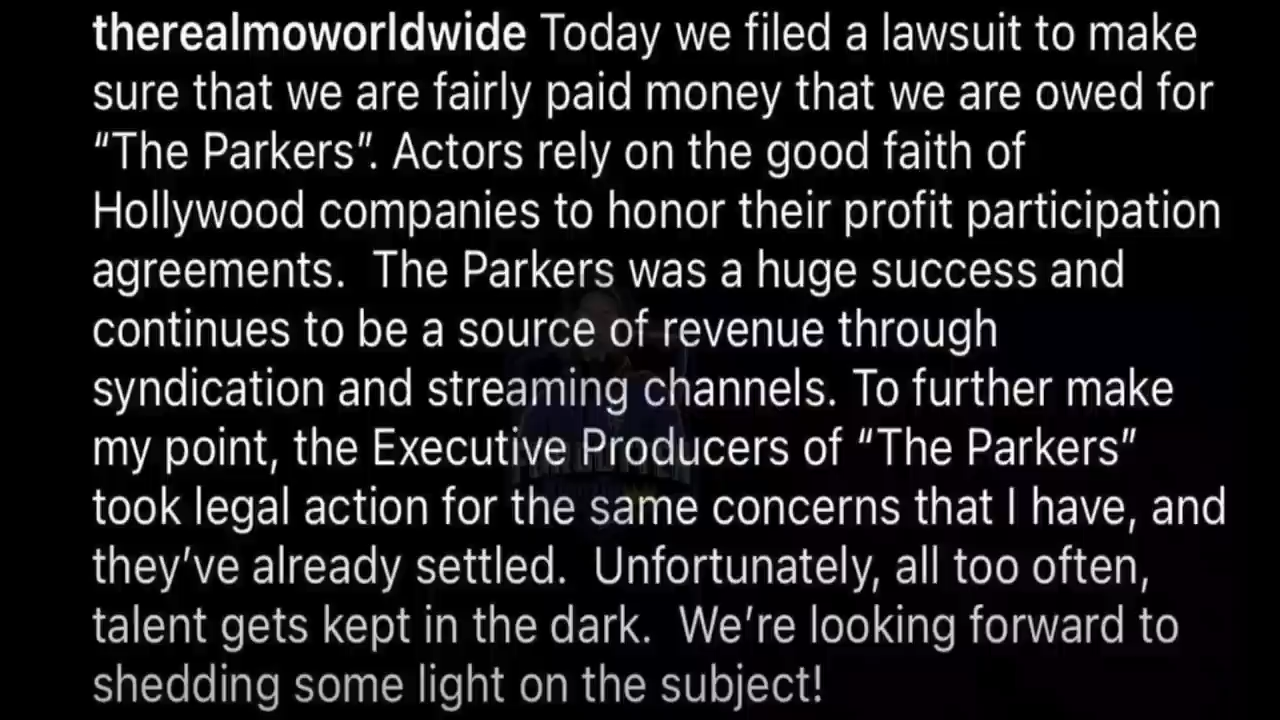 therealmoworldwide Today we filed a lawsuit to make
sure that we are fairly paid money that we are owed for
“The Parkers”. Actors rely on the good faith of
Hollywood companies to honor their profit participation
agreements.  The Parkers was a huge success and
continues to be a source of revenue through
syndication and streaming channels. To further make
my point, the Executive Producers of “The Parkers”
took legal action for the same concerns that I have, and
they’ve already settled.  Unfortunately, all too often,
talent gets kept in the dark.  We’re looking forward to
shedding some light on the subject!